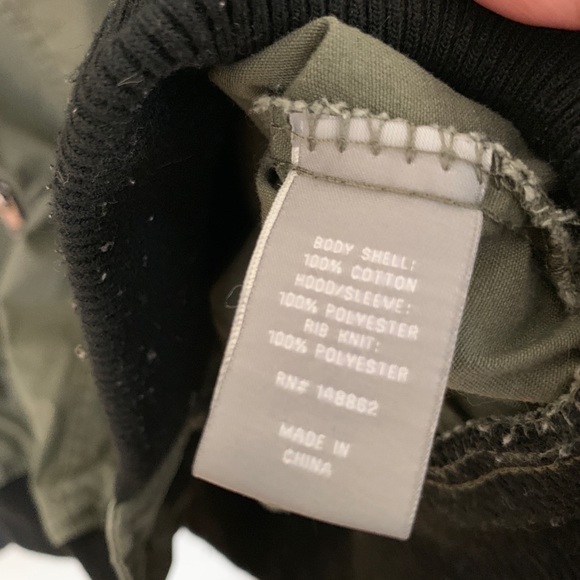 BODY SHELL:
100% COTTON
HOOD/SLEEVE:
100% POLYESTER
RIB KNIT:
100% POLYESTER
RN# 148862
MADE IN
CHINA